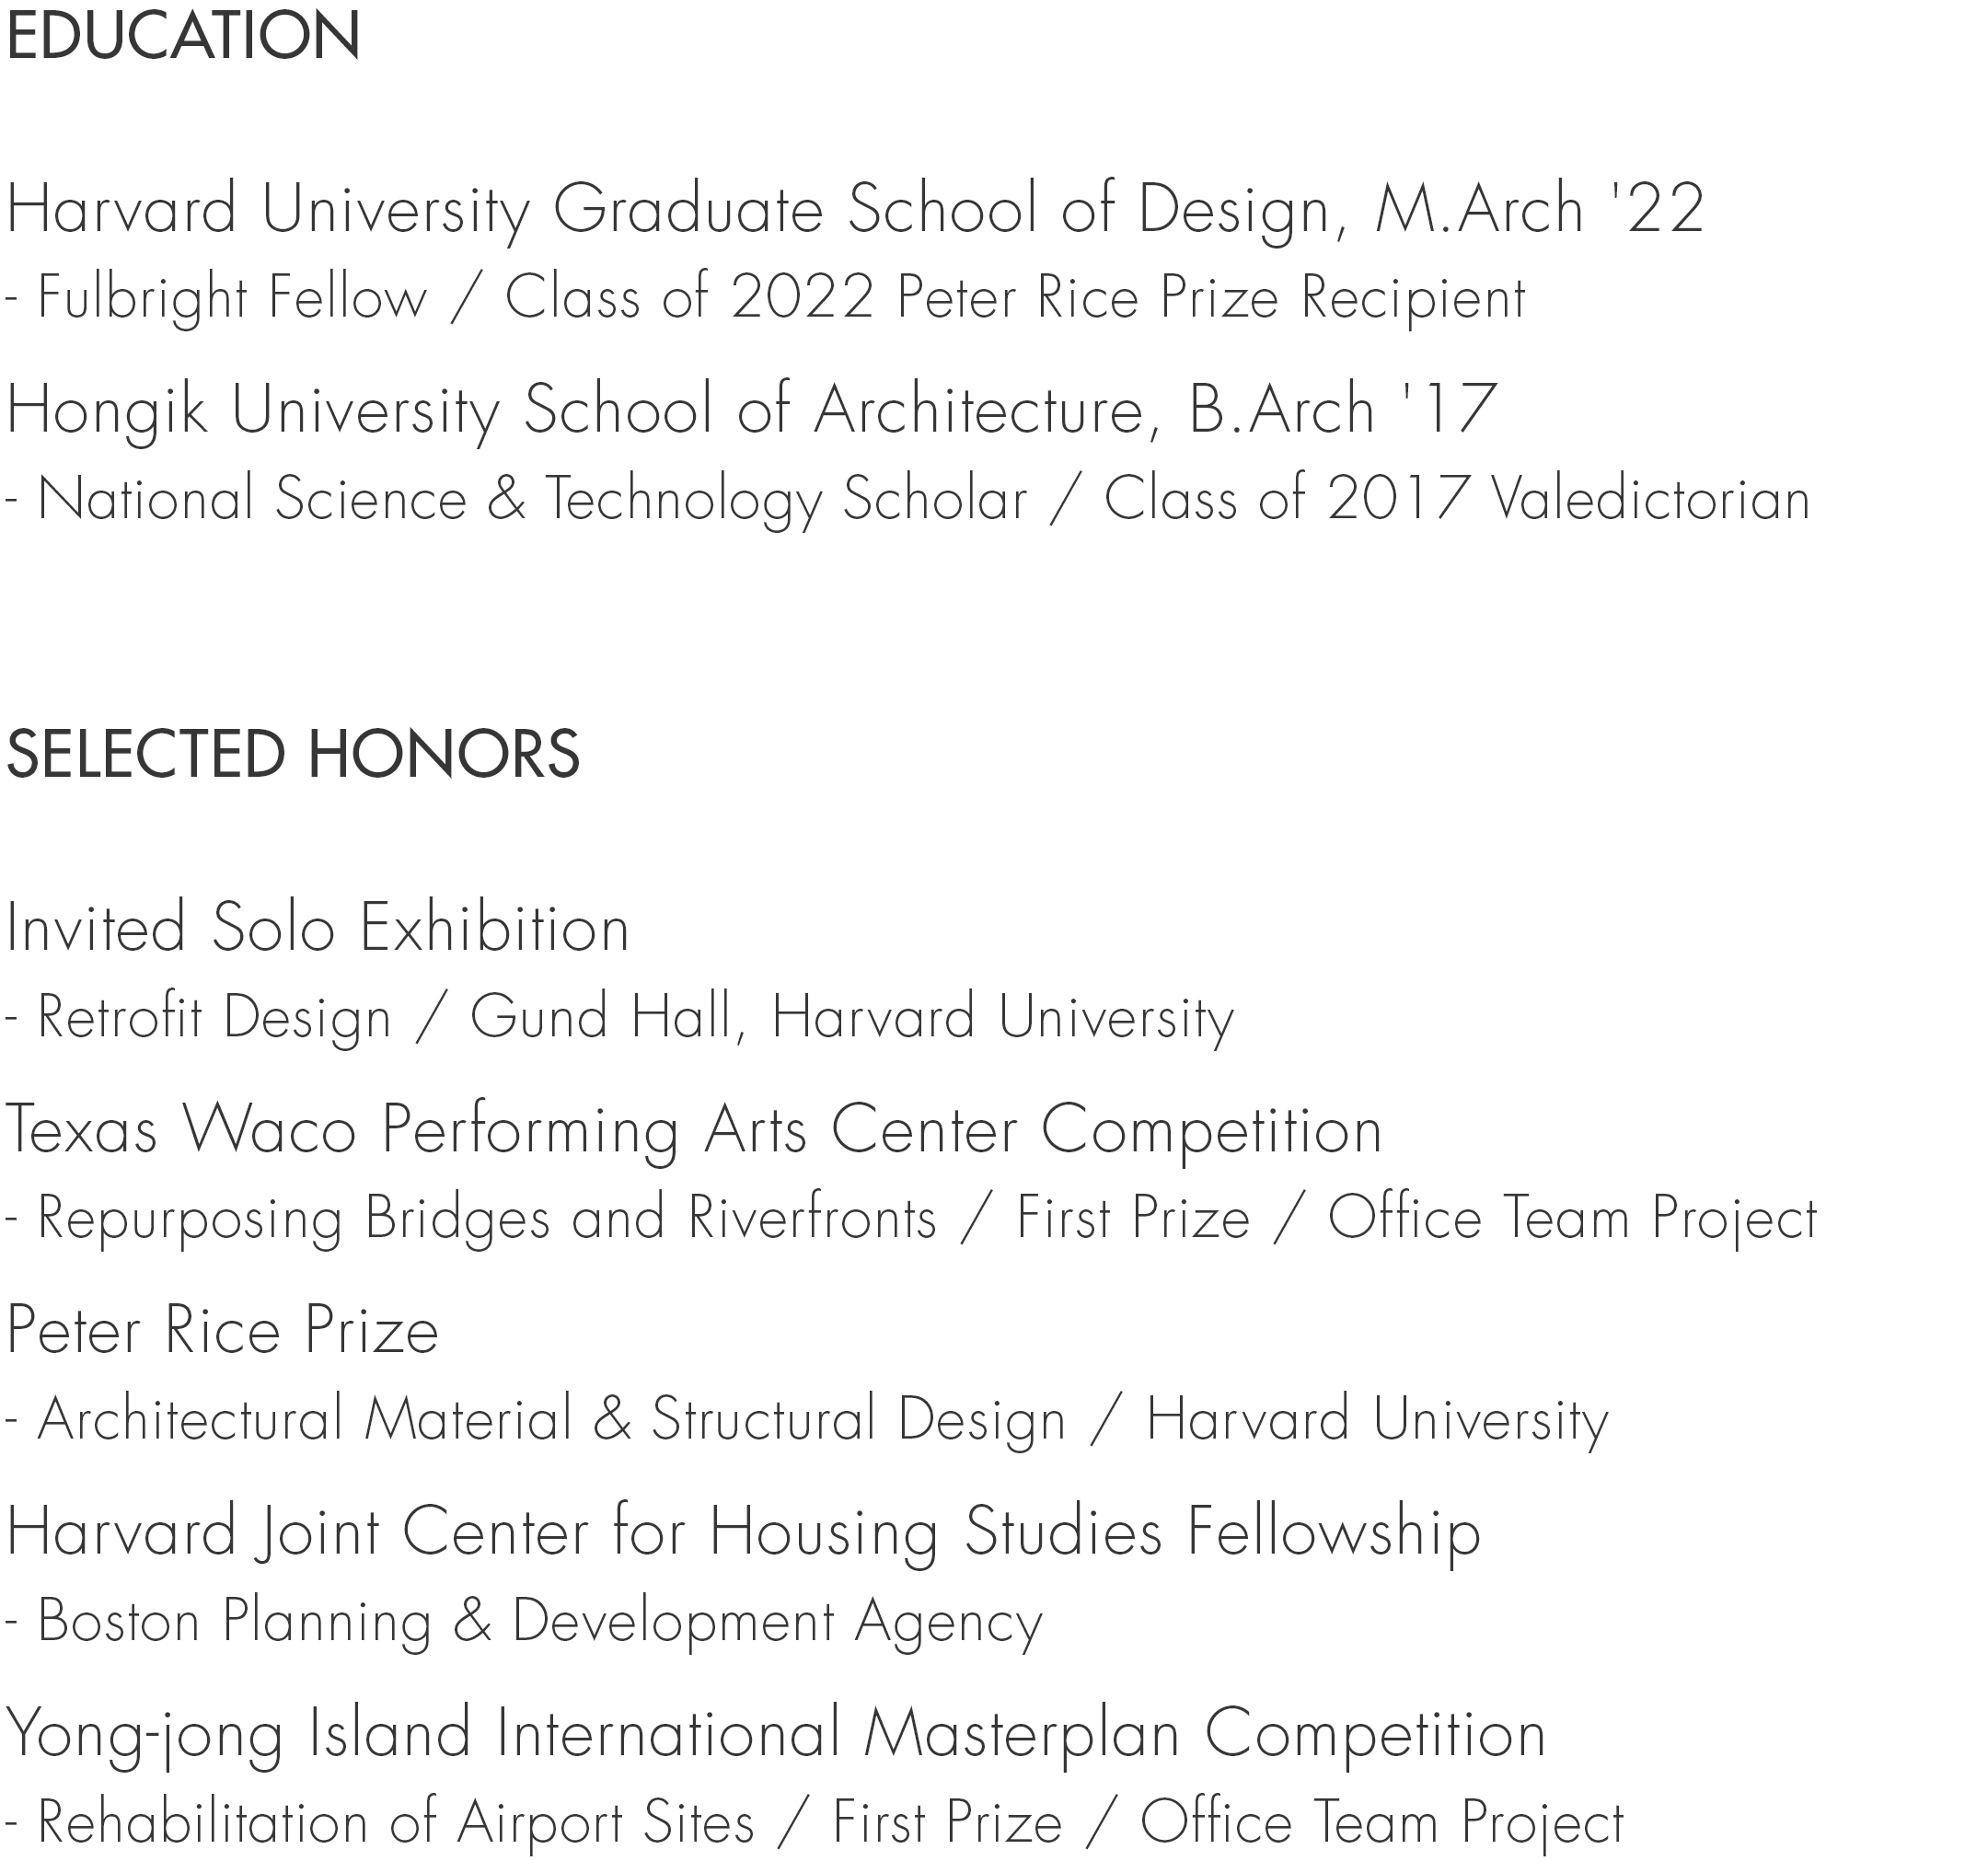 EDUCATION
Harvard University Graduate School of Design, M.Arch '22
- Fulbright Fellow / Class of 2022 Peter Rice Prize Recipient
Hongik University School of Architecture, B.Arch '17
- National Science & Technology Scholar / Class of 2017 Valedictorian
SELECTED HONORS
Invited Solo Exhibition
- Retrofit Design / Gund Hall, Harvard University
Texas Waco Performing Arts Center Competition
- Repurposing Bridges and Riverfronts / First Prize / Office Team Project
Peter Rice Prize
- Architectural Material & Structural Design / Harvard University
Harvard Joint Center for Housing Studies Fellowship
- Boston Planning & Development Agency
Yong-jong Island International Masterplan Competition
- Rehabilitation of Airport Sites / First Prize / Office Team Project